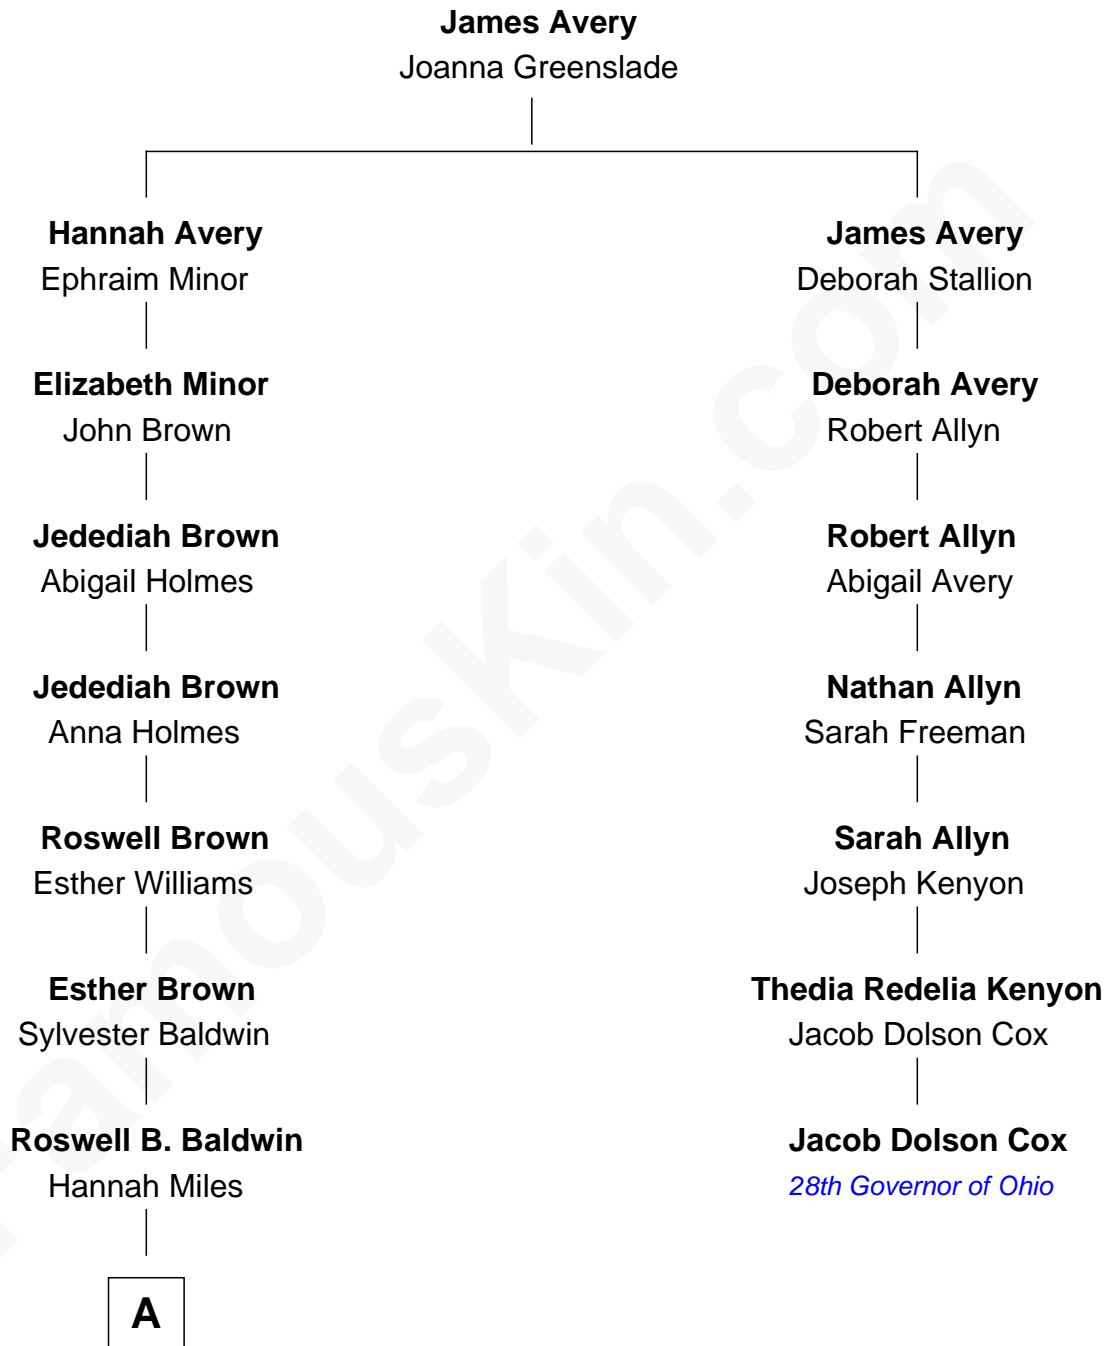 James Avery
Joanna Greenslade
Hannah Avery
Ephraim Minor
James Avery
Deborah Stallion
Elizabeth Minor
John Brown
Deborah Avery
Robert Allyn
Jedediah Brown
Abigail Holmes
Robert Allyn
Abigail Avery
Jedediah Brown
Anna Holmes
Nathan Allyn
Sarah Freeman
Roswell Brown
Esther Williams
Sarah Allyn
Joseph Kenyon
Esther Brown
Sylvester Baldwin
Thedia Redelia Kenyon
Jacob Dolson Cox
Roswell B. Baldwin
Hannah Miles
Jacob Dolson Cox
28th Governor of Ohio
A
FamousKin.com